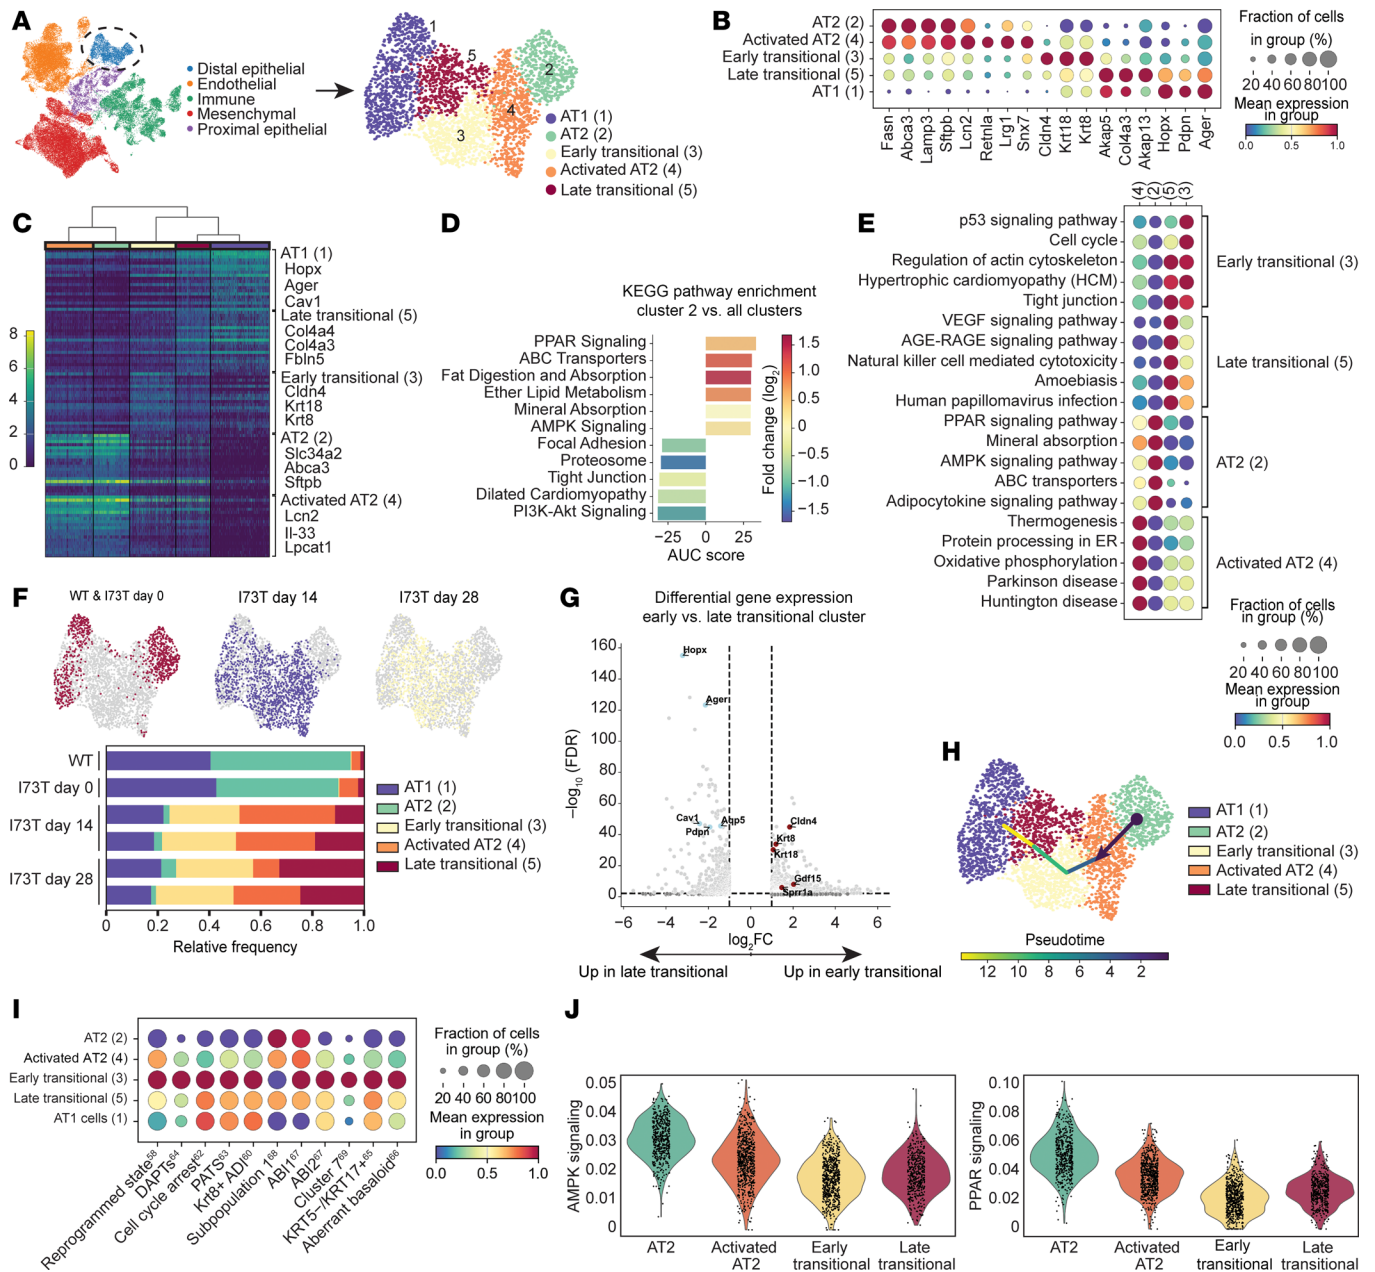 A
Distal epithelial
Endothelial
Immune
Mesenchymal
Proximal epithelial
1
2
3
4
5
AT1 (1)
AT2 (2)
Early transitional (3)
Activated AT2 (4)
Late transitional (5)
B
AT2 (2)
Activated AT2 (4)
Early transitional (3)
Late transitional (5)
AT1 (1)
Fasn
Abca3
Lamp3
Sftpb
Lcn2
Retnla
Lrg1
Snx7
Cldn4
Krt18
Krt8
Akap5
Col4a3
Akap13
Hopx
Pdpn
Ager
Fraction of cells
in group (%)
20 40 60 80 100
Mean expression
in group
0.0 0.5 1.0
C
8
6
4
2
0
AT1 (1)
Hopx
Ager
Cav1
Late transitional (5)
Col4a4
Col4a3
Fbln5
Early transitional (3)
Cldn4
Krt18
Krt8
AT2 (2)
Slc34a2
Abca3
Sftpb
Activated AT2 (4)
Lcn2
Il-33
Lpcat1
D
KEGG pathway enrichment
cluster 2 vs. all clusters
PPAR Signaling
ABC Transporters
Fat Digestion and Absorption
Ether Lipid Metabolism
Mineral Absorption
AMPK Signaling
Focal Adhesion
Proteosome
Tight Junction
Dilated Cardiomyopathy
PI3K-Akt Signaling
−25 0 25
AUC score
Fold change (log2)
1.5
1.0
0.5
0
−0.5
−1.0
−1.5
E
(4) (2) (5) (3)
p53 signaling pathway
Cell cycle
Regulation of actin cytoskeleton
Hypertrophic cardiomyopathy (HCM)
Tight junction
VEGF signaling pathway
AGE-RAGE signaling pathway
Natural killer cell mediated cytotoxicity
Amoebiasis
Human papillomavirus infection
PPAR signaling pathway
Mineral absorption
AMPK signaling pathway
ABC transporters
Adipocytokine signaling pathway
Thermogenesis
Protein processing in ER
Oxidative phosphorylation
Parkinson disease
Huntington disease
Early transitional (3)
Late transitional (5)
AT2 (2)
Activated AT2 (4)
Fraction of cells
in group (%)
20 40 60 80 100
Mean expression
in group
0.0 0.5 1.0
F
WT & I73T day 0
I73T day 14
I73T day 28
WT
I73T day 0
I73T day 14
I73T day 28
0 0.2 0.4 0.6 0.8 1.0
Relative frequency
AT1 (1)
AT2 (2)
Early transitional (3)
Activated AT2 (4)
Late transitional (5)
G
Differential gene expression
early vs. late transitional cluster
−log10 (FDR)
160
140
120
100
80
60
40
20
0
Hopx
Ager
Cav1
Pdpn
Aqp5
Cldn4
Krt8
Krt18
Gdf15
Sprr1a
−6 −4 −2 0 2 4 6
log2FC
Up in late transitional
Up in early transitional
H
AT1 (1)
AT2 (2)
Early transitional (3)
Activated AT2 (4)
Late transitional (5)
Pseudotime
12 10 8 6 4 2
I
AT2 (2)
Activated AT2 (4)
Early transitional (3)
Late transitional (5)
AT1 cells (1)
Reprogrammed state58
DAPTs64
Cell cycle arrest62
PATS63
Krt8+ ADI60
Subpopulation 168
ABI167
ABI267
Cluster 769
KRT5−/KRT17+65
Aberrant basaloid66
Fraction of cells
in group (%)
20 40 60 80 100
Mean expression
in group
0.0 0.5 1.0
J
AMPK signaling
0.05
0.04
0.03
0.02
0.01
0
AT2
Activated
AT2
Early
transitional
Late
transitional
PPAR signaling
0.10
0.08
0.06
0.04
0.02
0
AT2
Activated
AT2
Early
transitional
Late
transitional